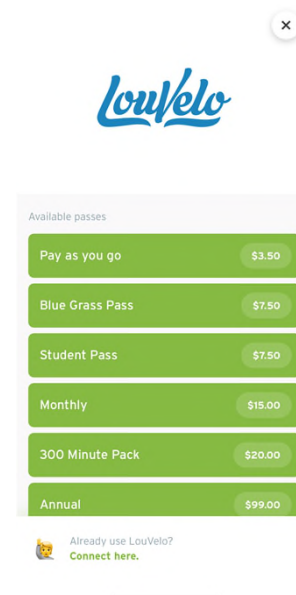 LouVelo
Available passes
Pay as you go $3.50
Blue Grass Pass $7.50
Student Pass $7.50
Monthly $15.00
300 Minute Pack $20.00
Annual $99.00
Already use LouVelo?
Connect here.